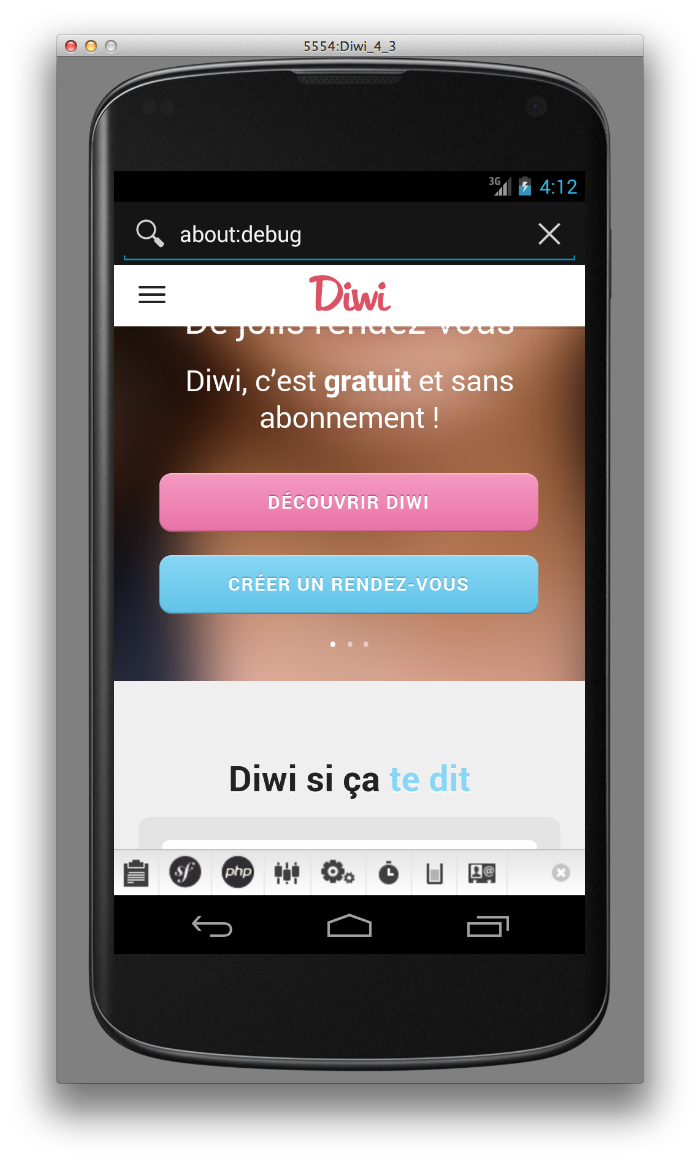 5554:Diwi_4_3
3G 4:12
about:debug
Diwi
De jolis rendez-vous
Diwi, c’est gratuit et sans
abonnement !
DÉCOUVRIR DIWI
CRÉER UN RENDEZ-VOUS
Diwi si ça te dit
sf php